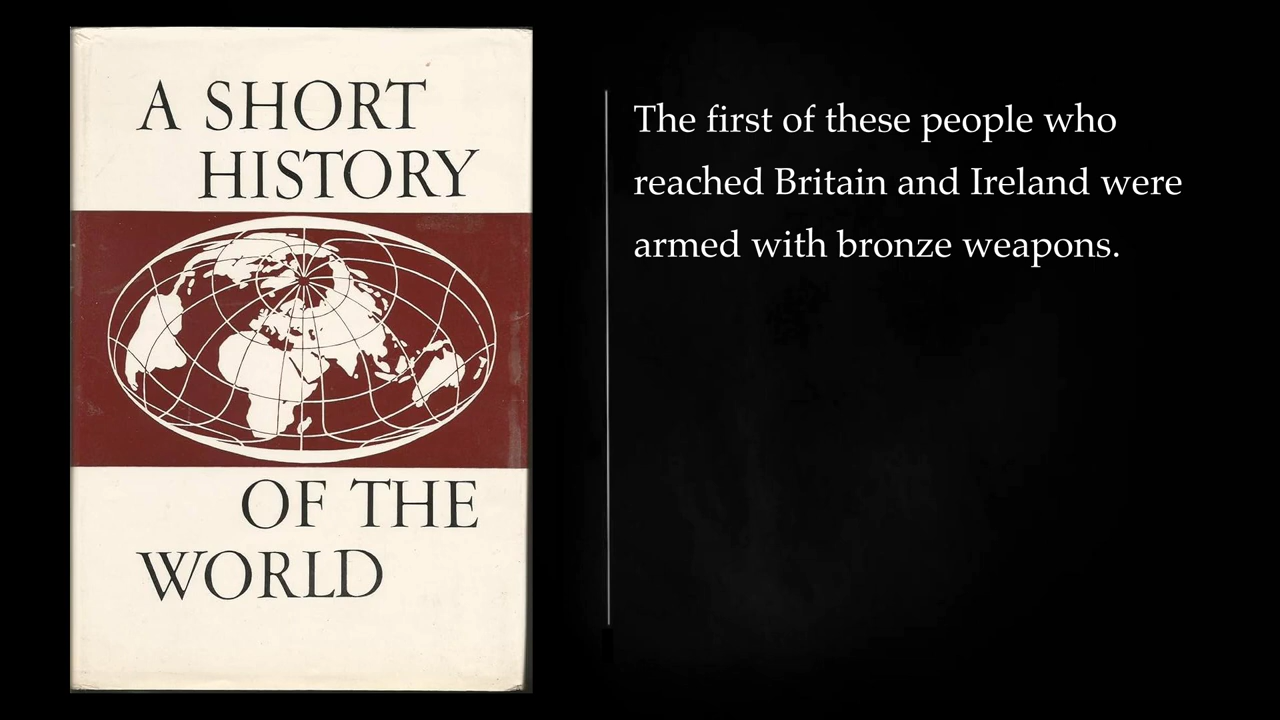 A SHORT
HISTORY
OF THE
WORLD
The first of these people who
reached Britain and Ireland were
armed with bronze weapons.